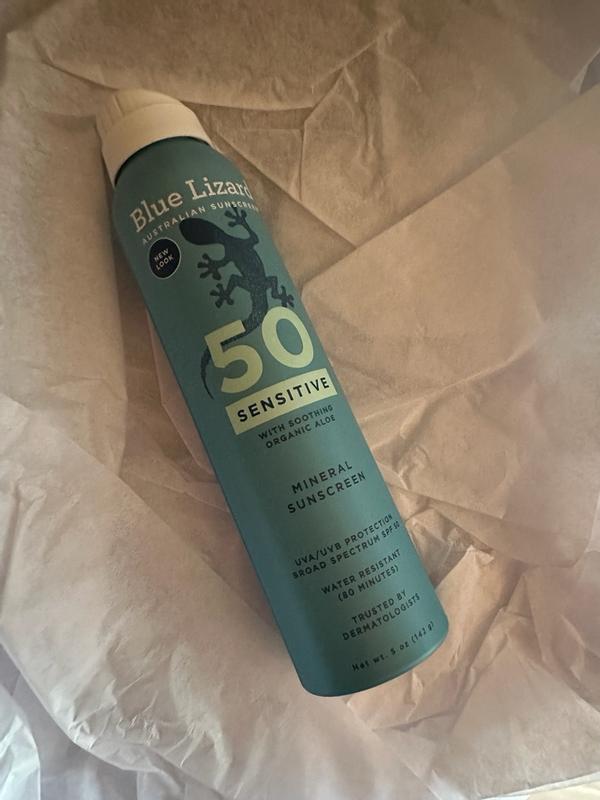 Blue Lizard
AUSTRALIAN SUNSCREEN
NEW
LOOK
50
SENSITIVE
WITH SOOTHING
ORGANIC ALOE
MINERAL
SUNSCREEN
UVA/UVB PROTECTION
BROAD SPECTRUM SPF 50
WATER RESISTANT
(80 MINUTES)
TRUSTED BY
DERMATOLOGISTS
Net wt. 5 oz (142 g)